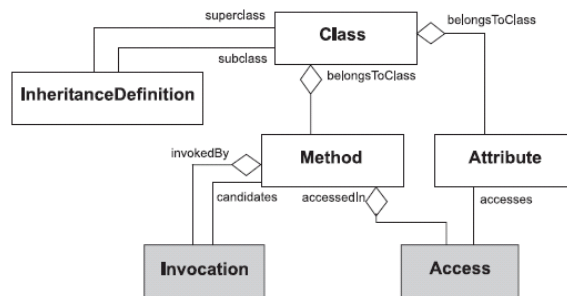 superclass
Class
belongsToClass
subclass
InheritanceDefinition
belongsToClass
invokedBy
Method
Attribute
candidates
accessedIn
accesses
Invocation
Access